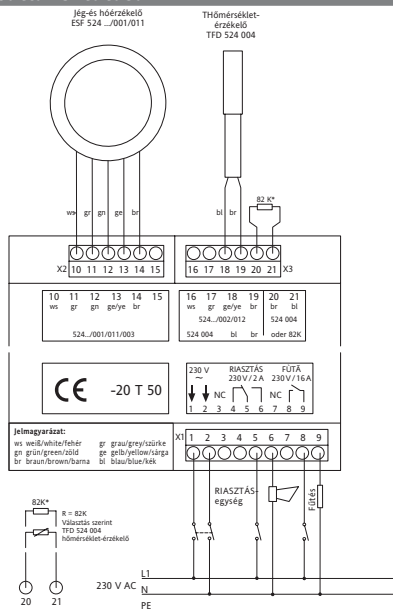 Jég-és hóérzékelő
ESF 524 .../001/011
THőmérséklet-
érzékelő
TFD 524 004
ws gr gn ge br
bl br
82 K*
X2 10 11 12 13 14 15
16 17 18 19 20 21 X3
10 11 12 13 14 15
ws gr gn ge/ye br
524.../001/011/003
16 17 18 19 20 21
ws gr ge/ye br br bl
524.../002/012 524 004
524 004 bl br oder 82K
CE -20 T 50
230 V
~
RIASZTÁS
230V/2 A
FŰTÂ
230V/16A
NC NC
1 2 3 4 5 6 7 8 9
Jelmagyarázat:
ws weiß/white/fehér gr grau/grey/szürke
gn grün/green/zöld ge gelb/yellow/sárga
br braun/brown/barna bl blau/blue/kék
X1 1 2 3 4 5 6 7 8 9
RIASZTÁS-
egység
Fűtés
82K*
R = 82K
Választás szerint
TFD 524 004
hőmérséklet-érzékelő
20 21
230 V AC
L1
N
PE